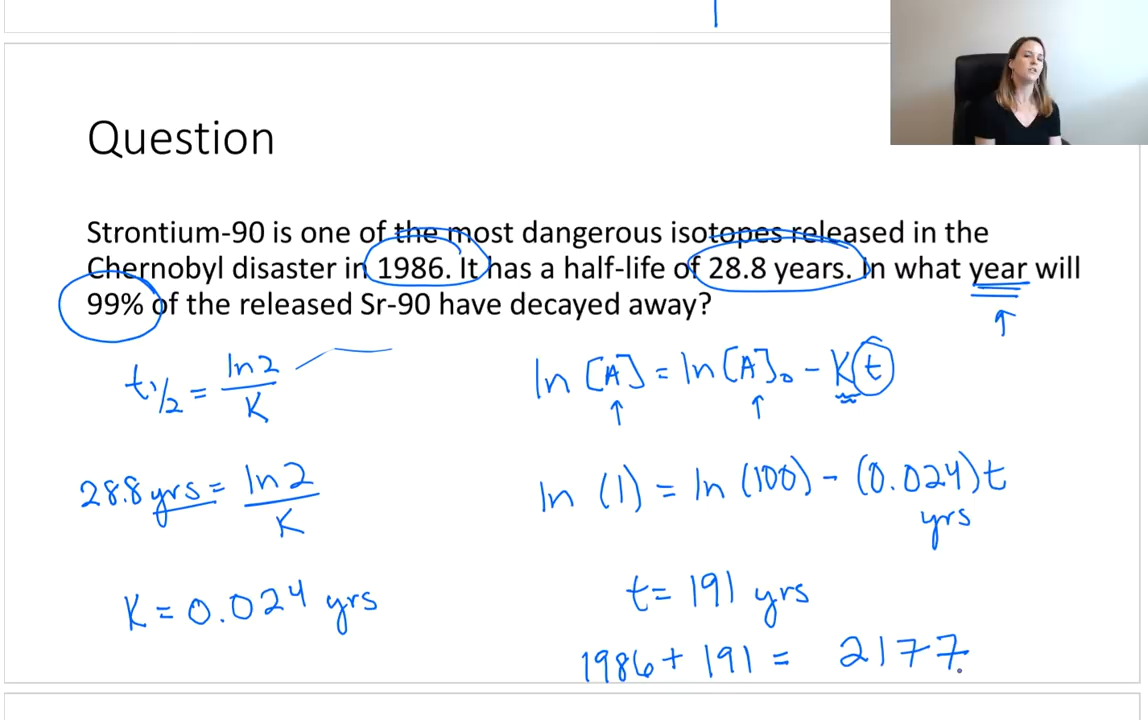 Question
Strontium-90 is one of the most dangerous isotopes released in the
Chernobyl disaster in 1986. It has a half-life of 28.8 years. In what year will
99% of the released Sr-90 have decayed away?
t1/2 = ln2/K
ln [A] = ln [A]₀ - Kt
28.8 yrs = ln2/K
ln (1) = ln (100) - (0.024)t
yrs
K = 0.024 yrs
t = 191 yrs
1986 + 191 = 2177.